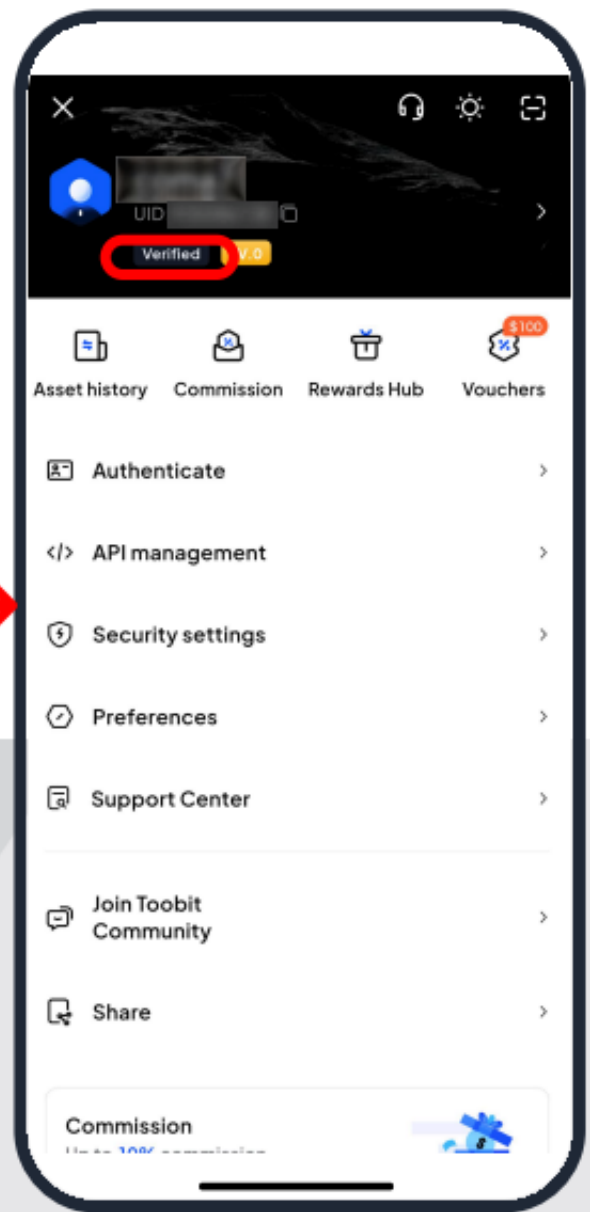 UID
Verified
V.0
$100
Asset history
Commission
Rewards Hub
Vouchers
Authenticate
API management
Security settings
Preferences
Support Center
Join Toobit
Community
Share
Commission